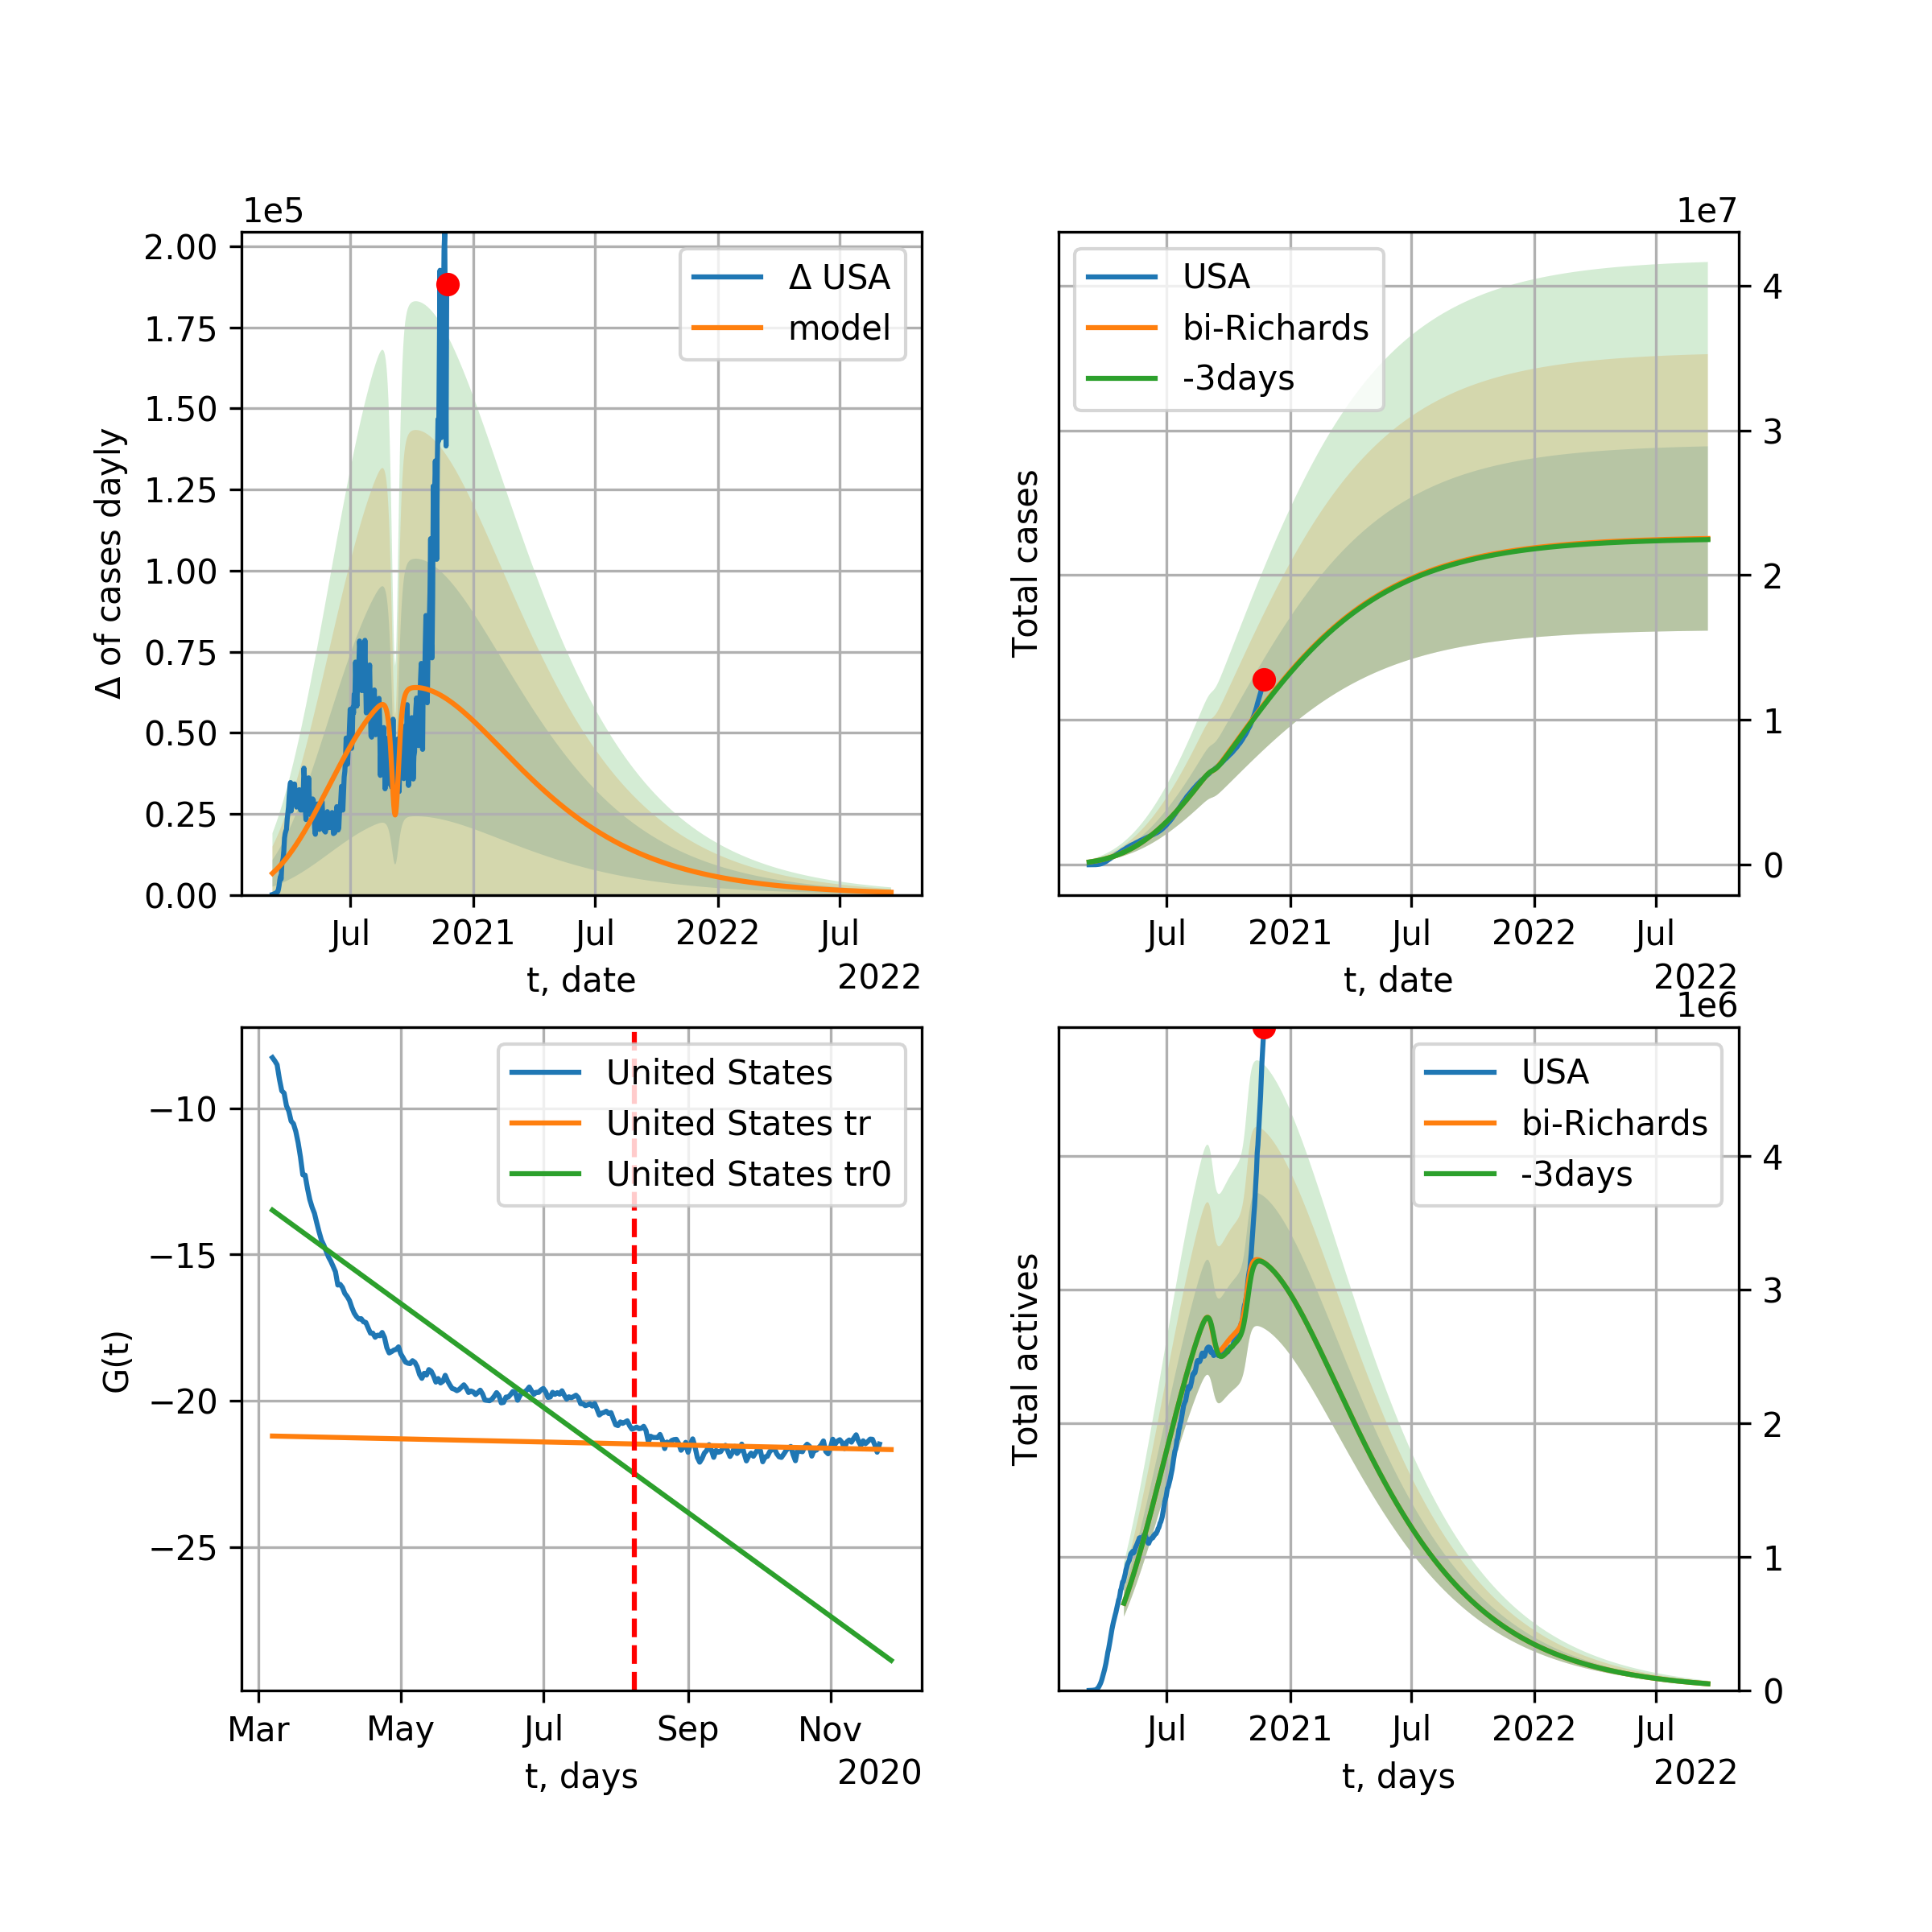 1e5
2.00
1.75
1.50
1.25
1.00
0.75
0.50
0.25
0.00
Δ of cases dayly
Δ USA
model
Jul
2021
Jul
2022
Jul
t, date
2022
1e7
USA
bi-Richards
-3days
Total cases
4
3
2
1
0
Jul
2021
Jul
2022
Jul
t, date
2022
G(t)
−10
−15
−20
−25
United States
United States tr
United States tr0
Mar
May
Jul
Sep
Nov
t, days
2020
1e6
USA
bi-Richards
-3days
Total actives
4
3
2
1
0
Jul
2021
Jul
2022
Jul
t, days
2022